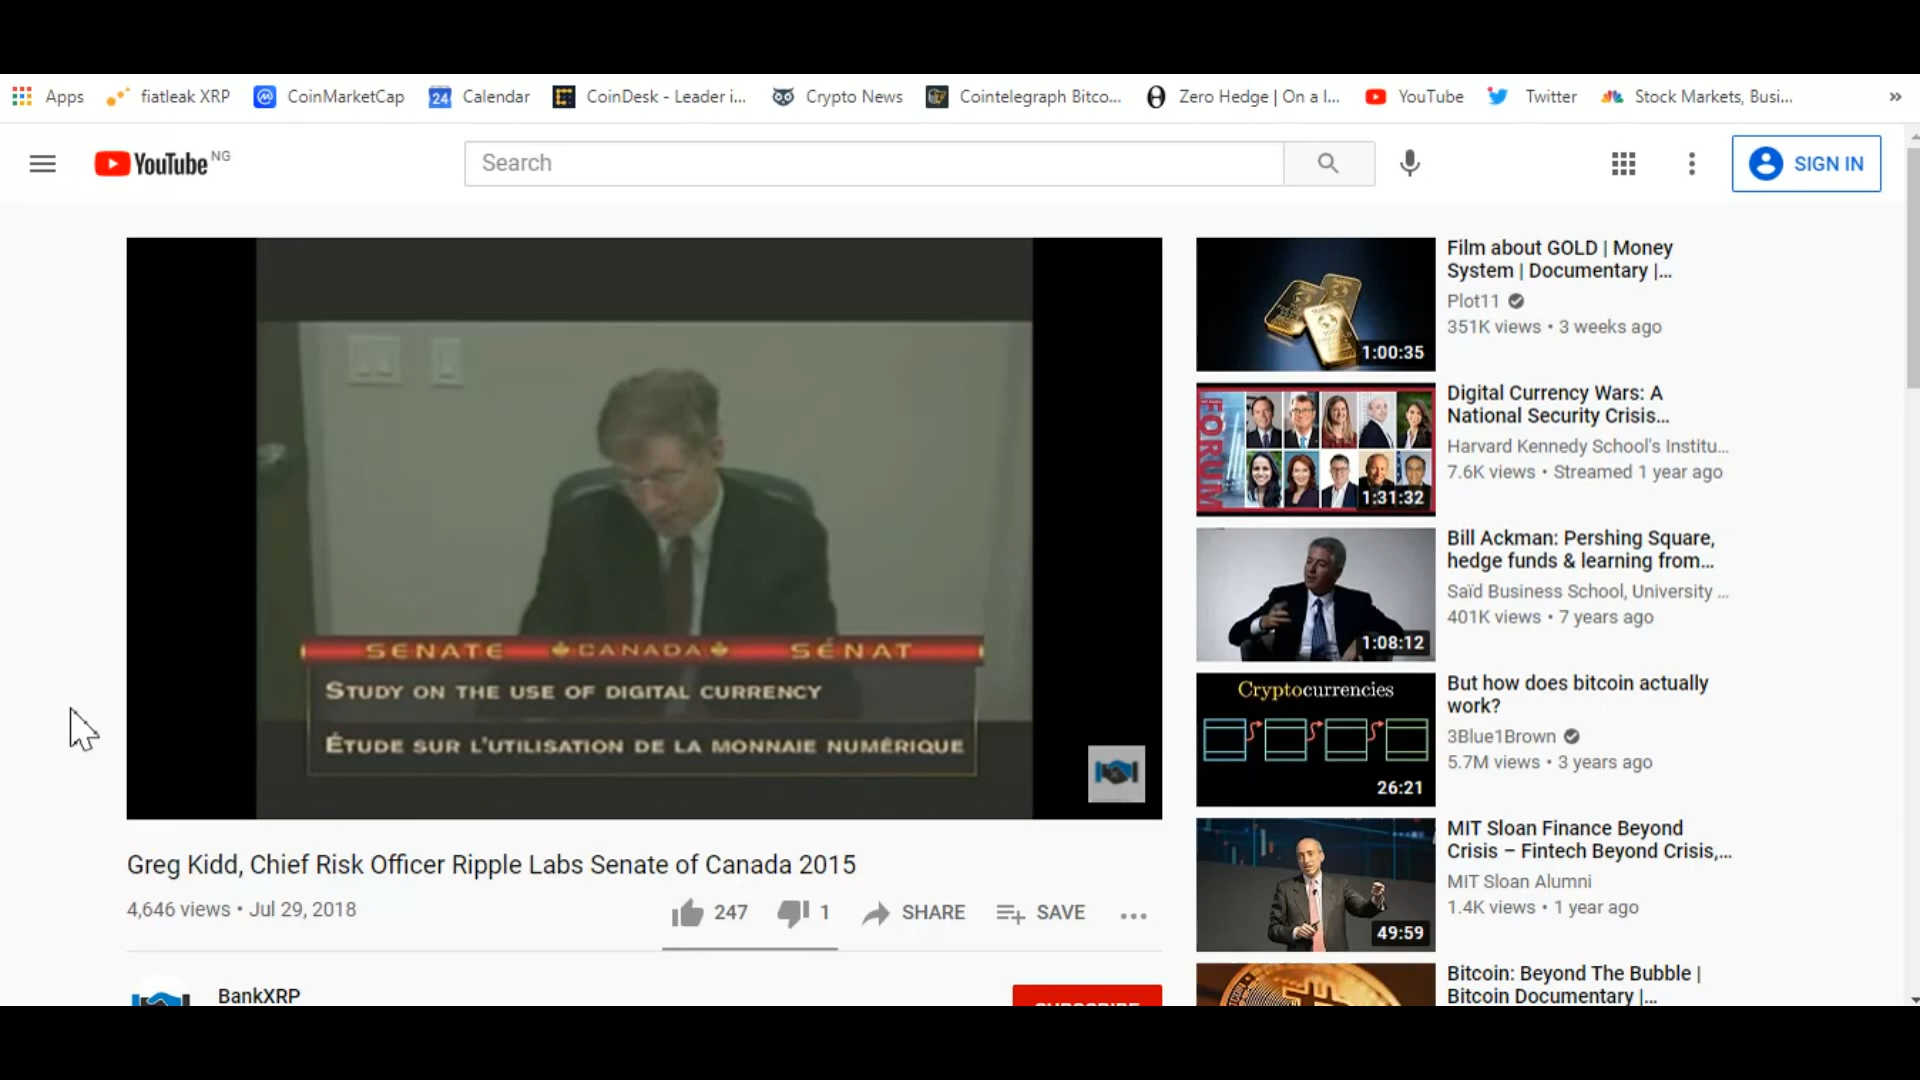 Apps fiatleak XRP CoinMarketCap 24 Calendar CoinDesk - Leader i... Crypto News Cointelegraph Bitco... Zero Hedge | On a l... YouTube Twitter Stock Markets, Busi... »
YouTube NG Search SIGN IN
SENATE CANADA SÉNAT
STUDY ON THE USE OF DIGITAL CURRENCY
ÉTUDE SUR L'UTILISATION DE LA MONNAIE NUMÉRIQUE
Greg Kidd, Chief Risk Officer Ripple Labs Senate of Canada 2015
4,646 views • Jul 29, 2018
247 1 SHARE SAVE
BankXRP
SUBSCRIBE
1:00:35
Film about GOLD | Money
System | Documentary |...
Plot11
351K views • 3 weeks ago
FORUM
1:31:32
Digital Currency Wars: A
National Security Crisis...
Harvard Kennedy School's Institu...
7.6K views • Streamed 1 year ago
1:08:12
Bill Ackman: Pershing Square,
hedge funds & learning from...
Saïd Business School, University ...
401K views • 7 years ago
Cryptocurrencies
26:21
But how does bitcoin actually
work?
3Blue1Brown
5.7M views • 3 years ago
49:59
MIT Sloan Finance Beyond
Crisis – Fintech Beyond Crisis,...
MIT Sloan Alumni
1.4K views • 1 year ago
Bitcoin: Beyond The Bubble |
Bitcoin Documentary |...